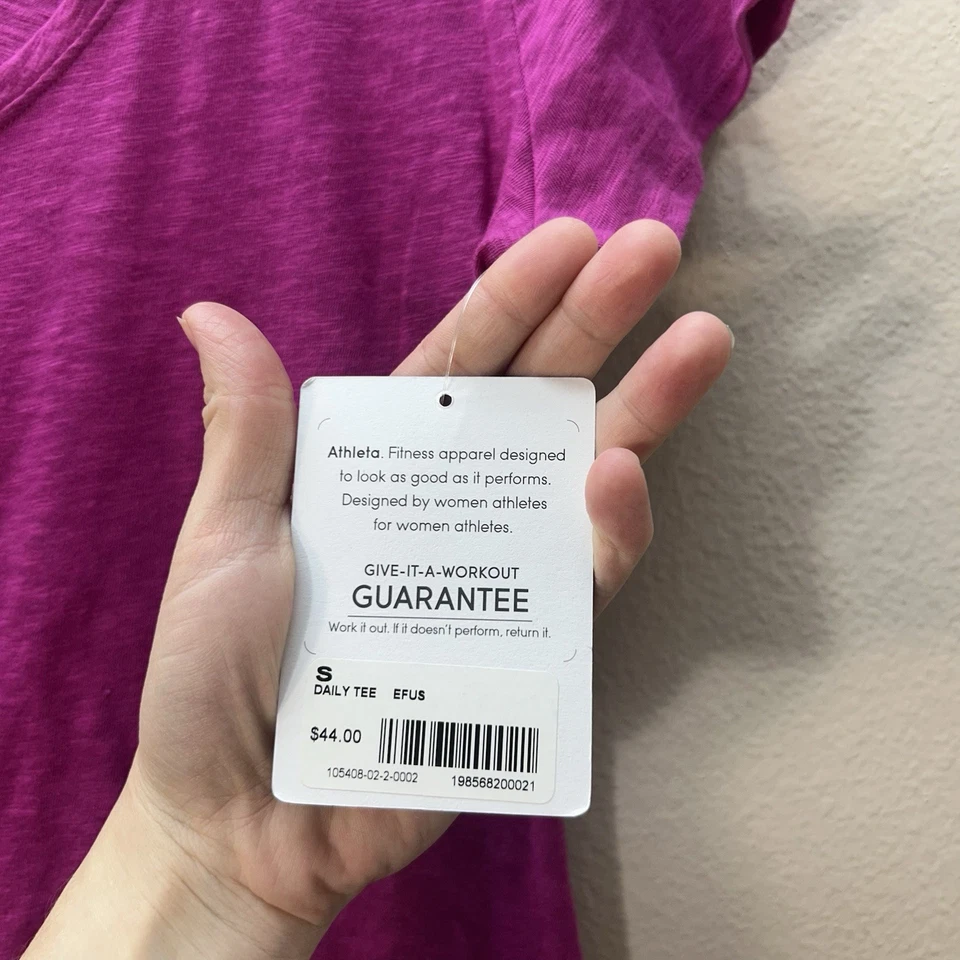 Athleta. Fitness apparel designed
to look as good as it performs.
Designed by women athletes
for women athletes.
GIVE-IT-A-WORKOUT
GUARANTEE
Work it out. If it doesn't perform, return it.
S
DAILY TEE EFUS
$44.00
105408-02-2-0002 198568200021